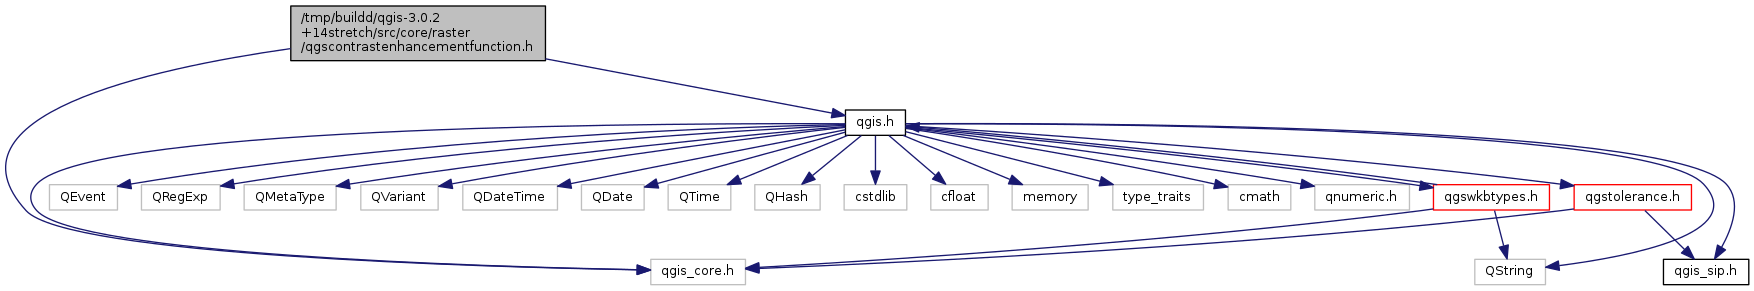 /tmp/buildd/qgis-3.0.2
+14stretch/src/core/raster
/qgscontrastenhancementfunction.h
qgis.h
QEvent
QRegExp
QMetaType
QVariant
QDateTime
QDate
QTime
QHash
cstdlib
cfloat
memory
type_traits
cmath
qnumeric.h
qgswkbtypes.h
qgstolerance.h
qgis_core.h
QString
qgis_sip.h